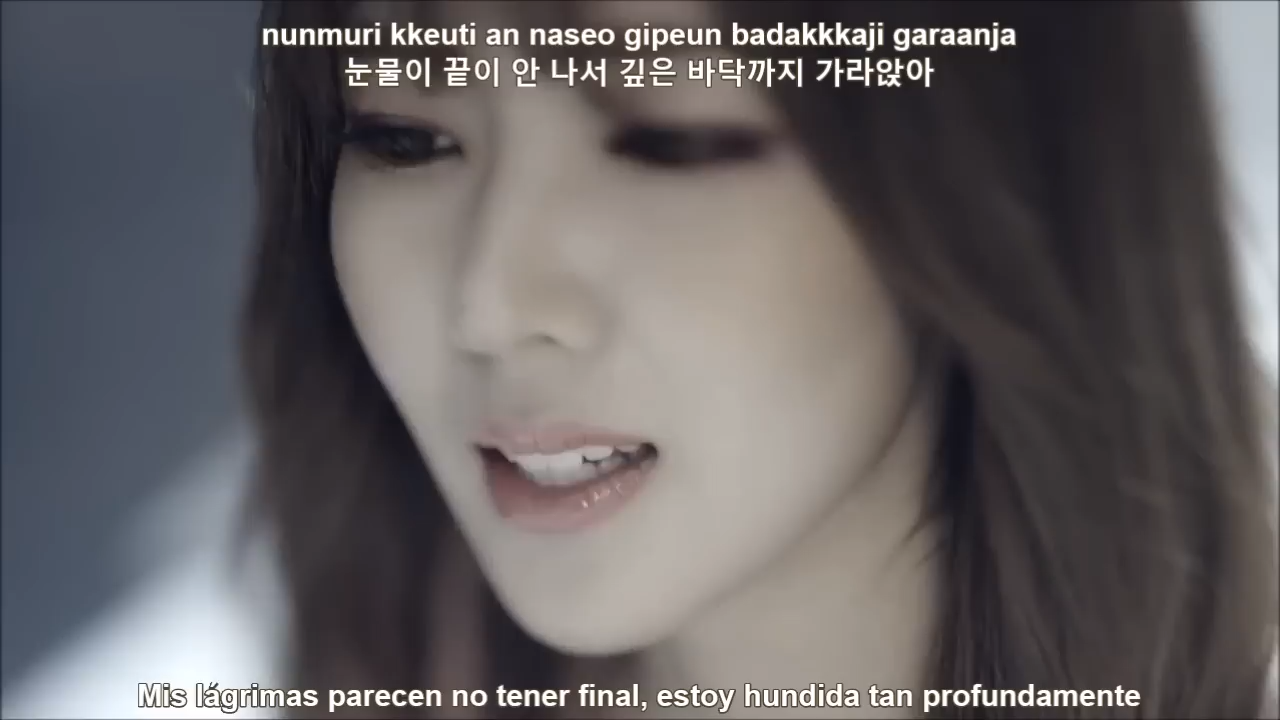 nunmuri kkeuti an naseo gipeun badakkkaji garaanja
눈물이 끝이 안 나서 깊은 바닥까지 가라앉아
Mis lágrimas parecen no tener final, estoy hundida tan profundamente